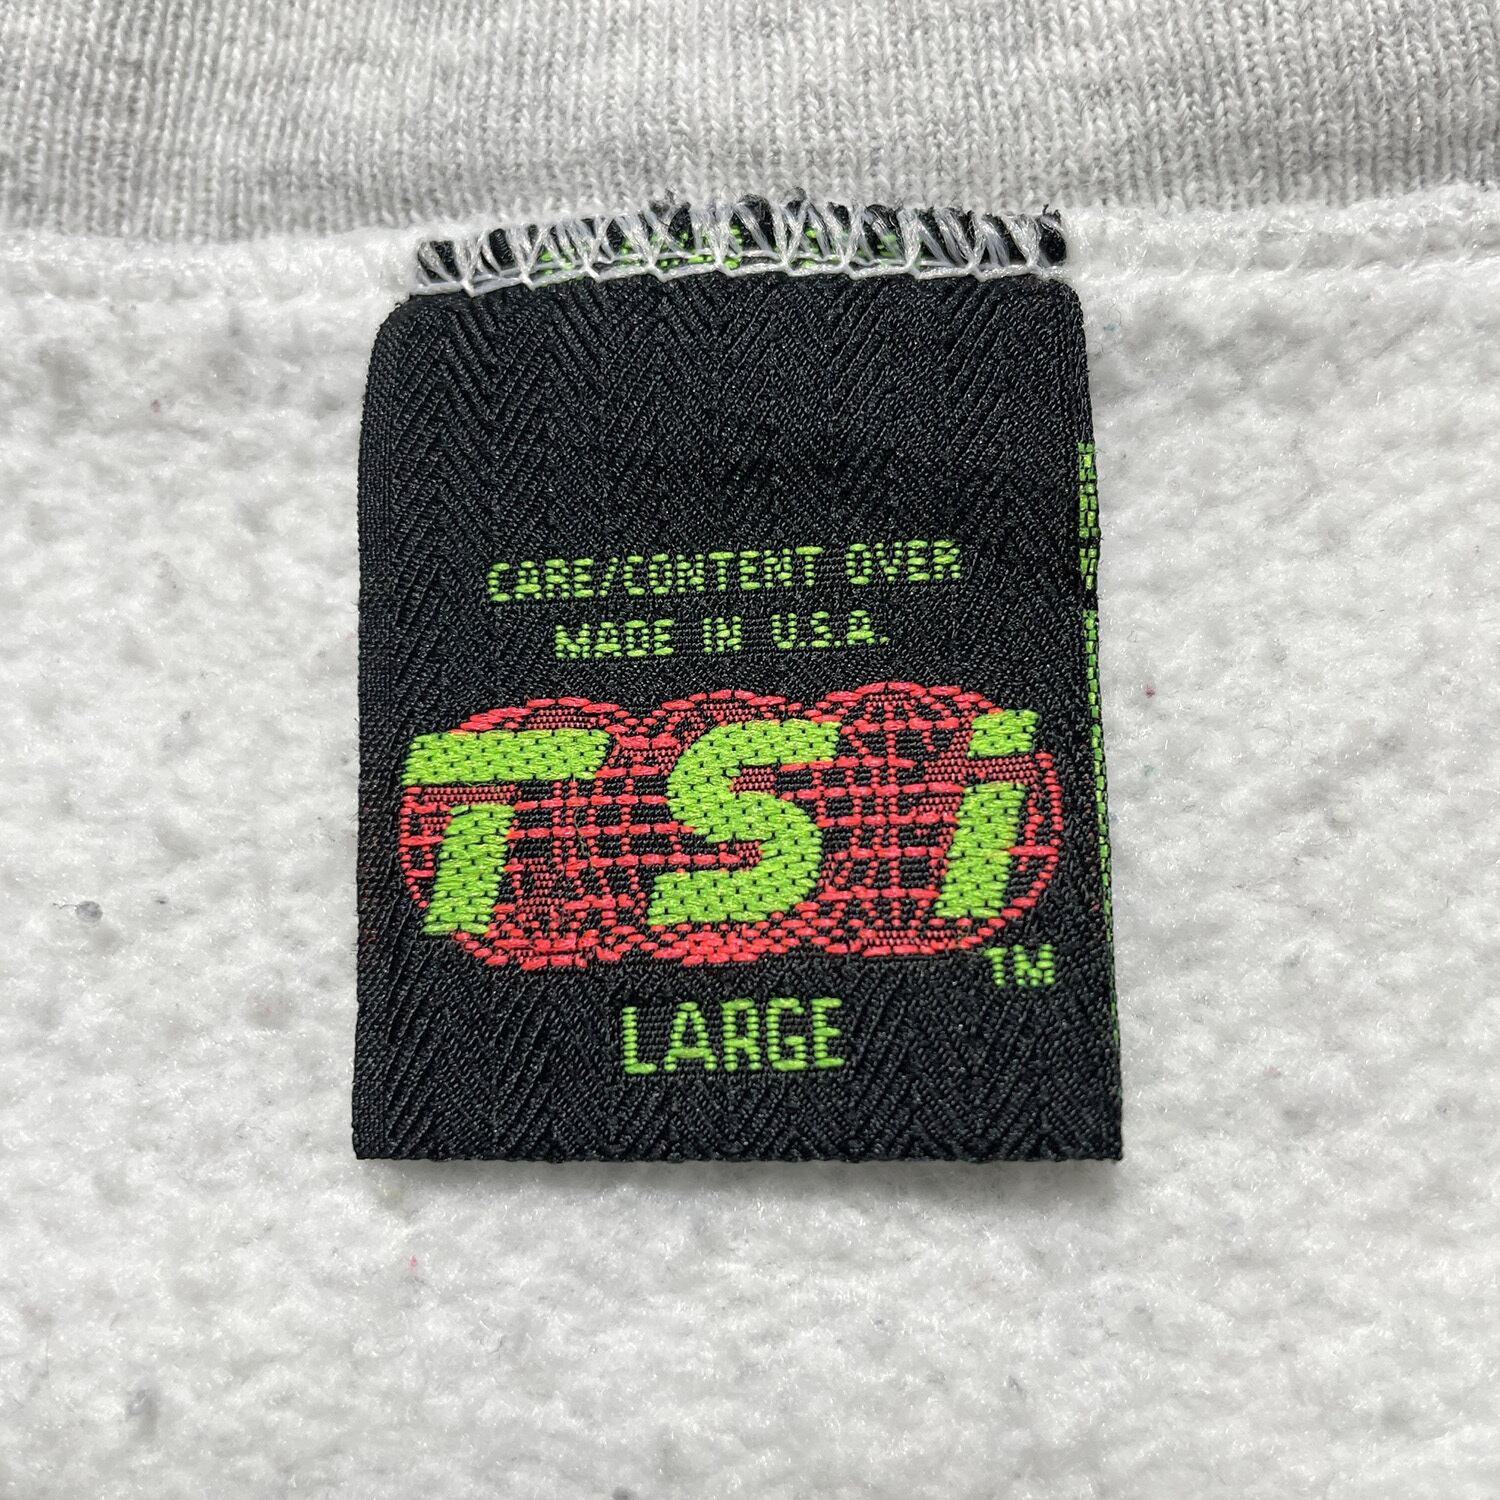 CARE/CONTENT OVER
MADE IN U.S.A.
TSi
TM
LARGE